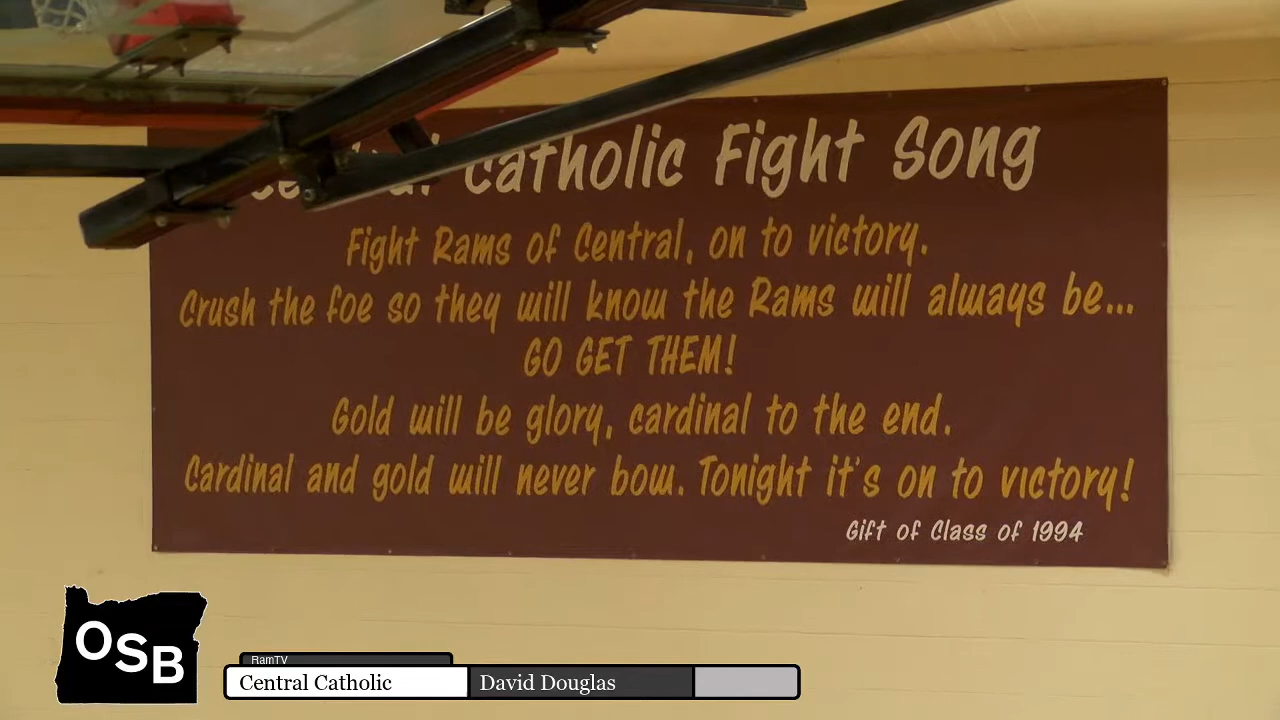 Central Catholic Fight Song
Fight Rams of Central, on to victory.
Crush the foe so they will know the Rams will always be...
GO GET THEM!
Gold will be glory, cardinal to the end.
Cardinal and gold will never bow. Tonight it's on to victory!
Gift of Class of 1994
OSB
RamTV
Central Catholic David Douglas